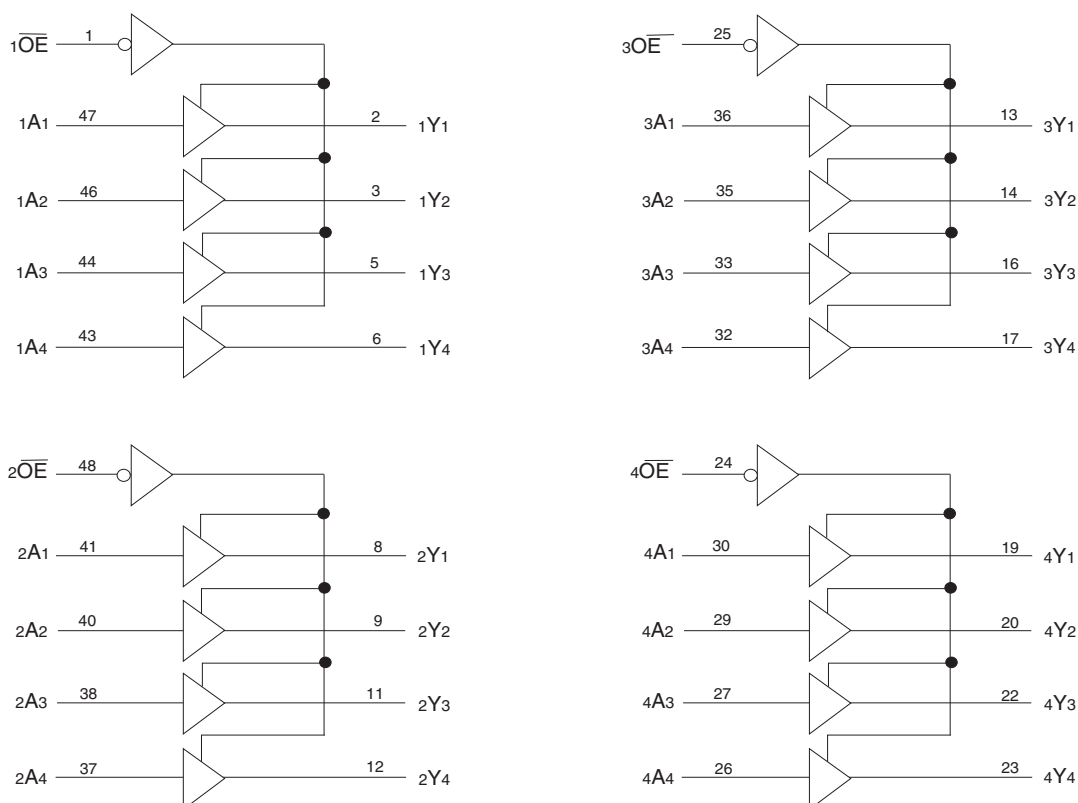 1OE 1
1A1 47 2 1Y1
1A2 46 3 1Y2
1A3 44 5 1Y3
1A4 43 6 1Y4
3OE 25
3A1 36 13 3Y1
3A2 35 14 3Y2
3A3 33 16 3Y3
3A4 32 17 3Y4
2OE 48
2A1 41 8 2Y1
2A2 40 9 2Y2
2A3 38 11 2Y3
2A4 37 12 2Y4
4OE 24
4A1 30 19 4Y1
4A2 29 20 4Y2
4A3 27 22 4Y3
4A4 26 23 4Y4